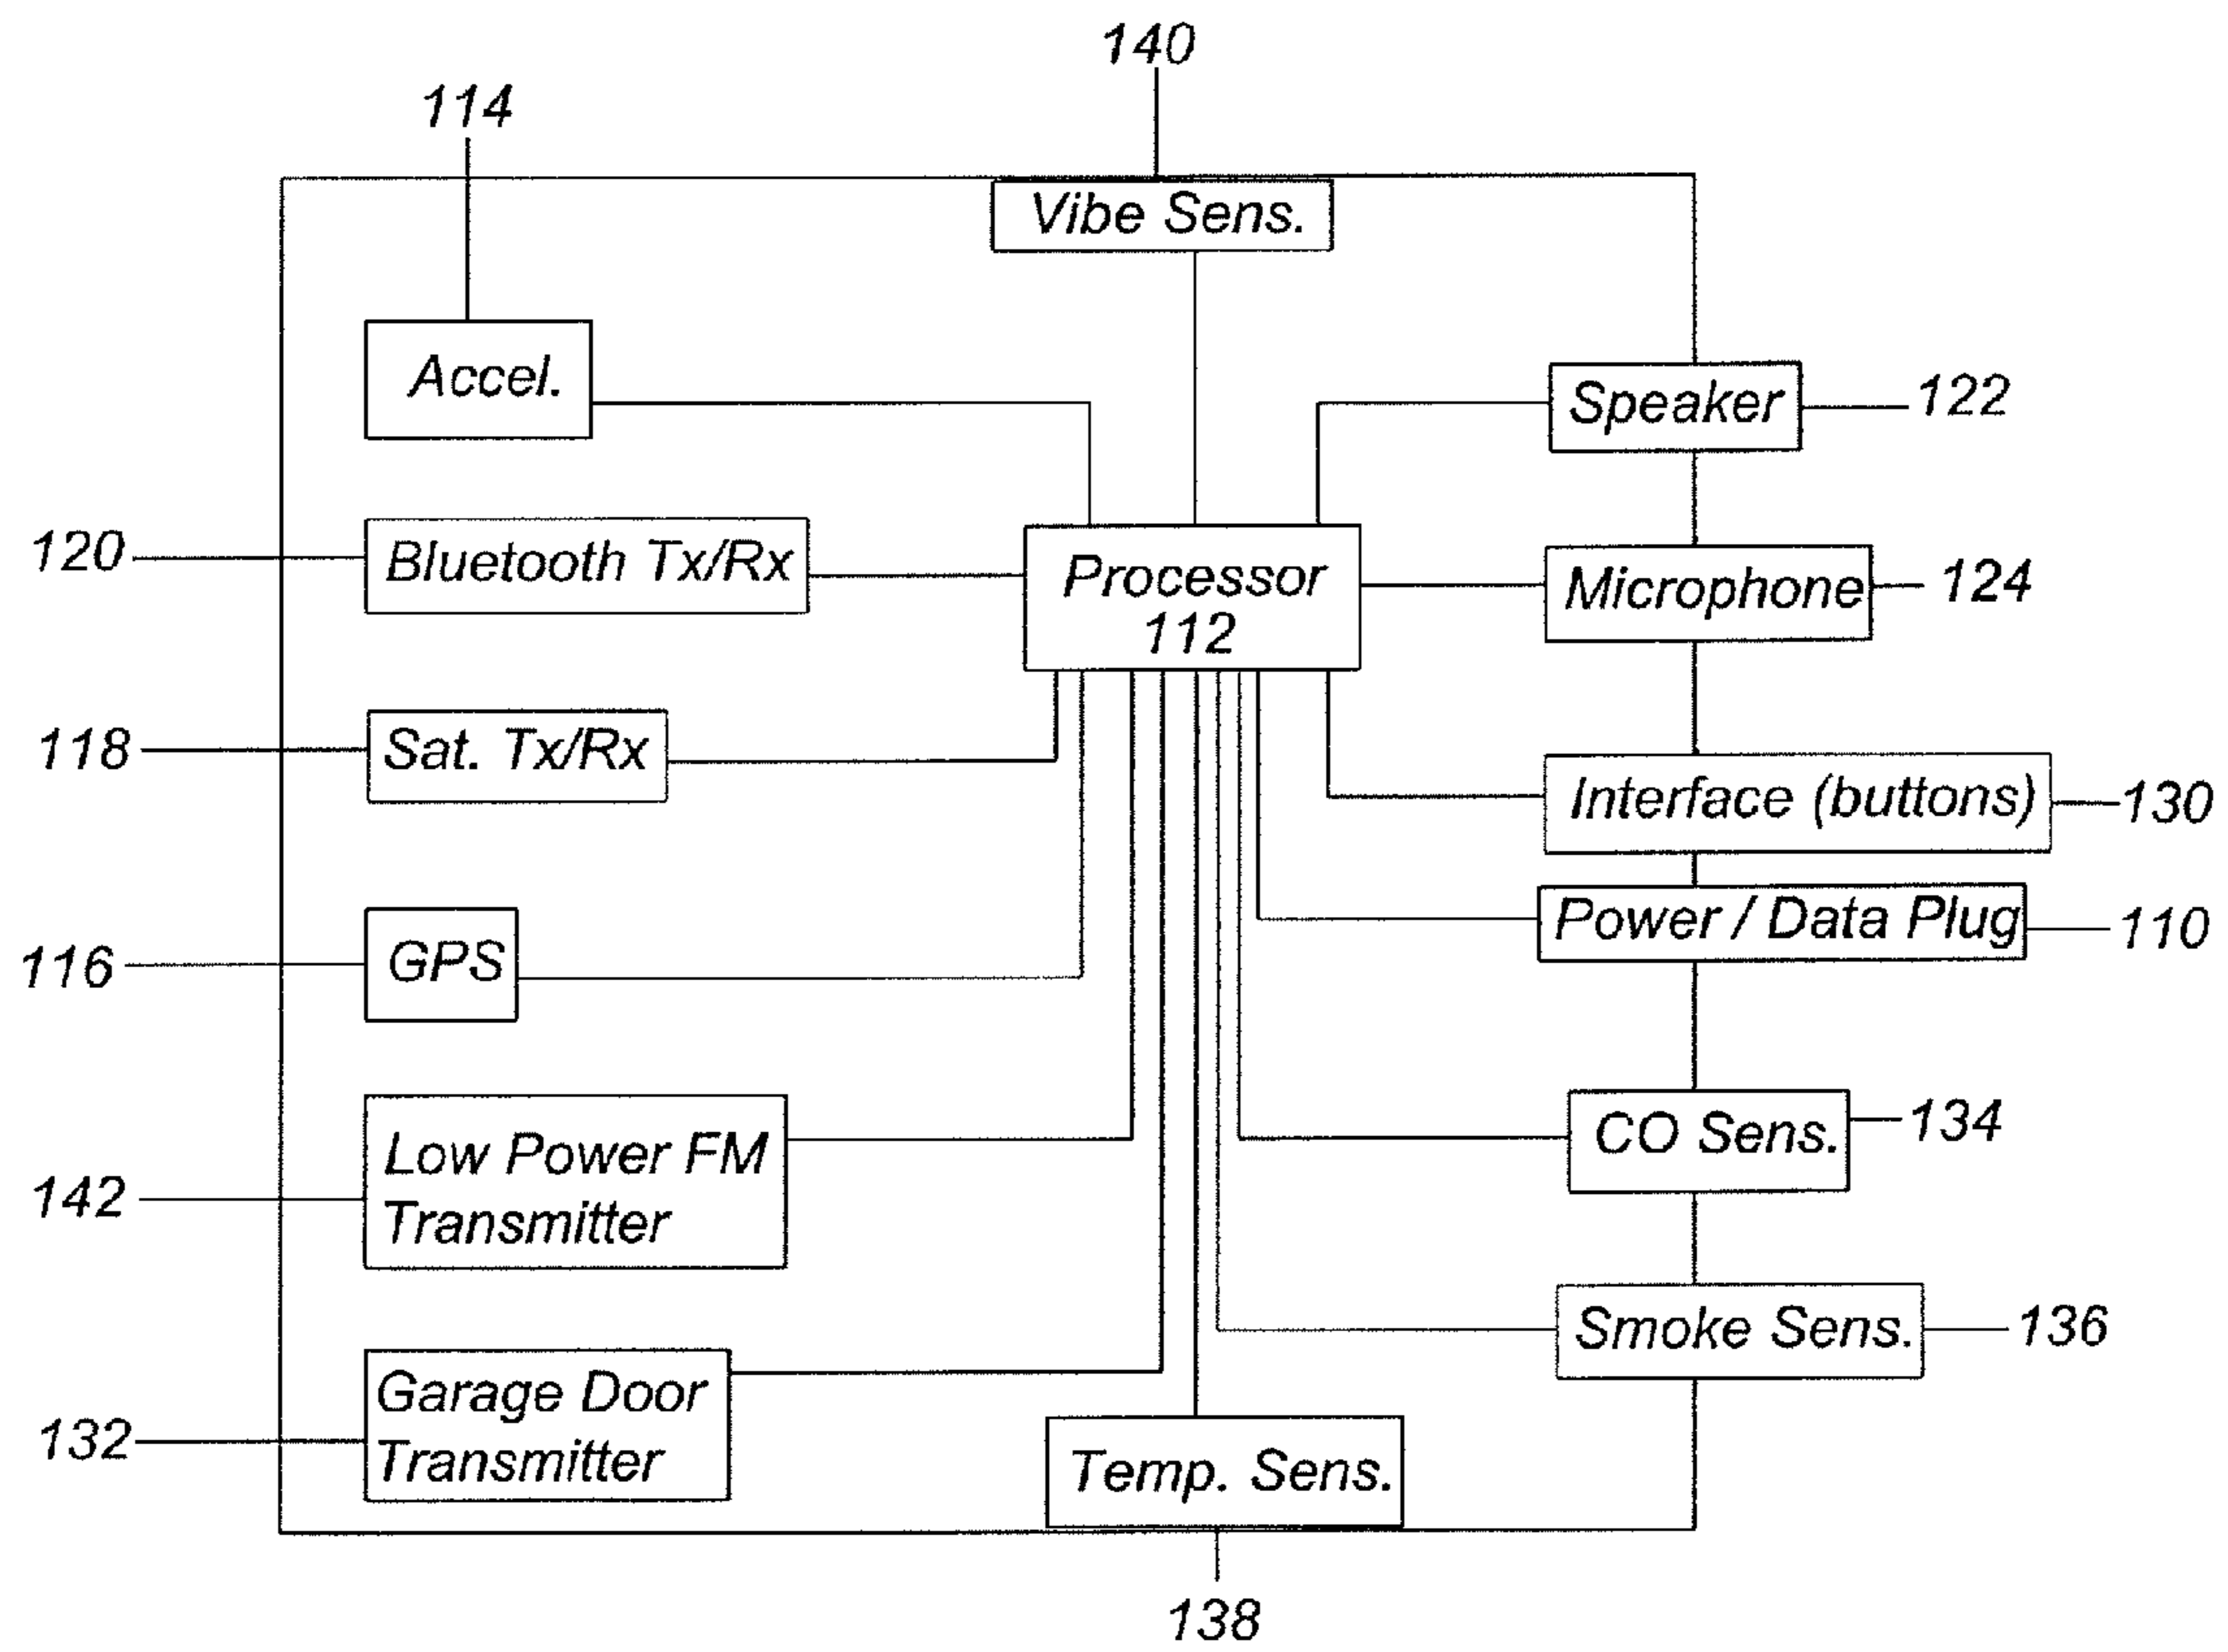 140
114
Vibe Sens.
Accel.
Speaker
122
120
Bluetooth Tx/Rx
Processor
112
Microphone
124
118
Sat. Tx/Rx
Interface (buttons)
130
Power / Data Plug
110
116
GPS
CO Sens.
134
142
Low Power FM
Transmitter
Smoke Sens.
136
132
Garage Door
Transmitter
Temp. Sens.
138